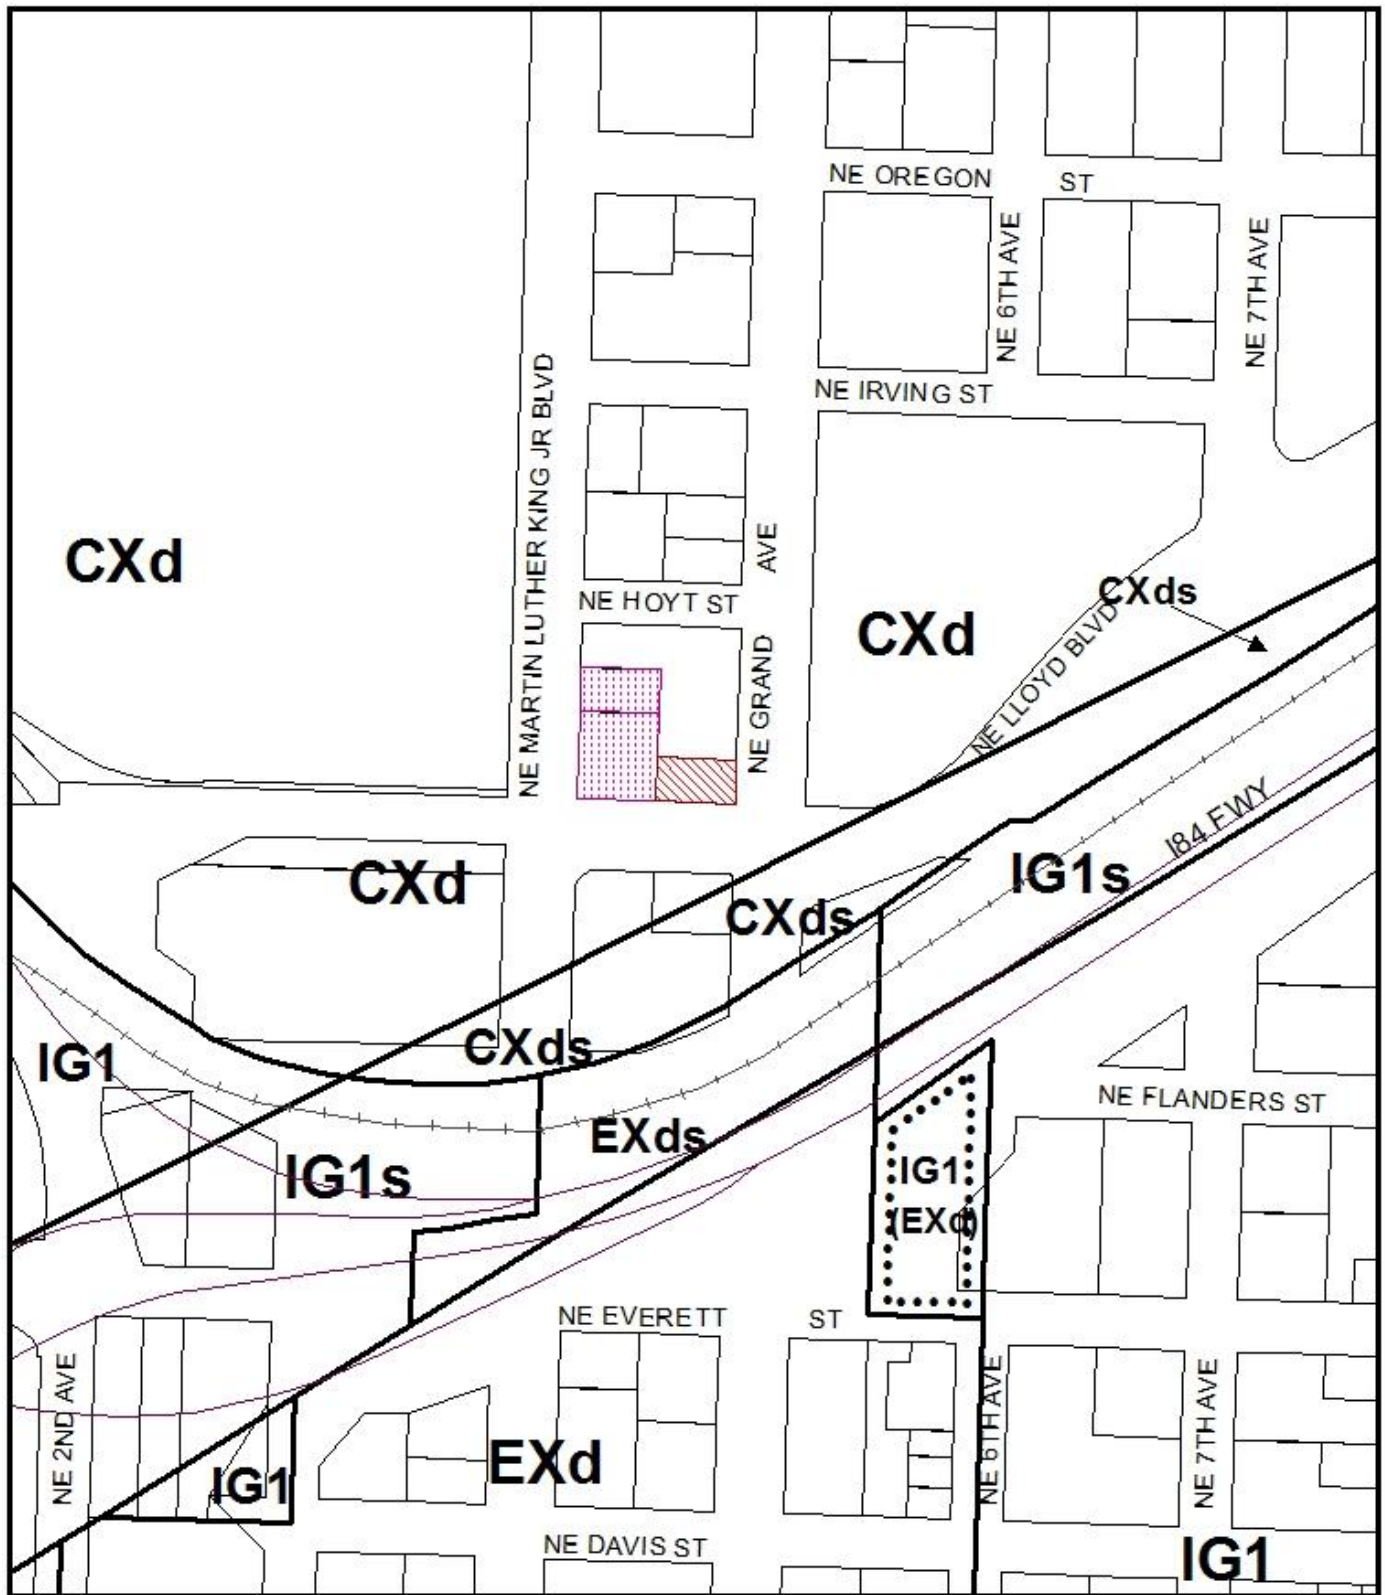 NE OREGON ST
NE 6TH AVE
NE 7TH AVE
NE IRVING ST
NE MARTIN LUTHER KING JR BLVD
CXd
NE HOYT ST
NE GRAND AVE
CXds
CXd
NE LLOYD BLVD
I84 FWY
CXd
IG1s
CXds
CXds
IG1
NE FLANDERS ST
EXds
IG1s
IG1
(EXd)
NE EVERETT ST
NE 2ND AVE
NE 6TH AVE
NE 7TH AVE
EXd
IG1
NE DAVIS ST
IG1